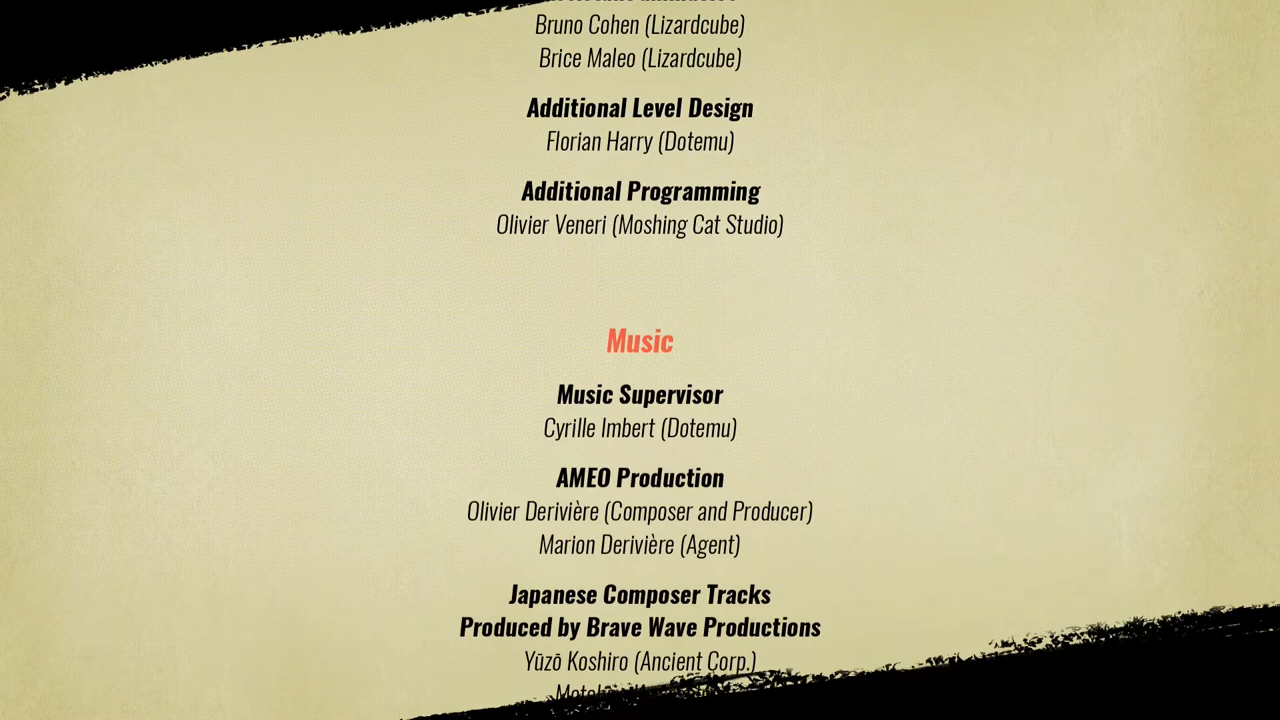 Bruno Cohen (Lizardcube)
Brice Maleo (Lizardcube)
Additional Level Design
Florian Harry (Dotemu)
Additional Programming
Olivier Veneri (Moshing Cat Studio)
Music
Music Supervisor
Cyrille Imbert (Dotemu)
AMEO Production
Olivier Derivière (Composer and Producer)
Marion Derivière (Agent)
Japanese Composer Tracks
Produced by Brave Wave Productions
Yūzō Koshiro (Ancient Corp.)